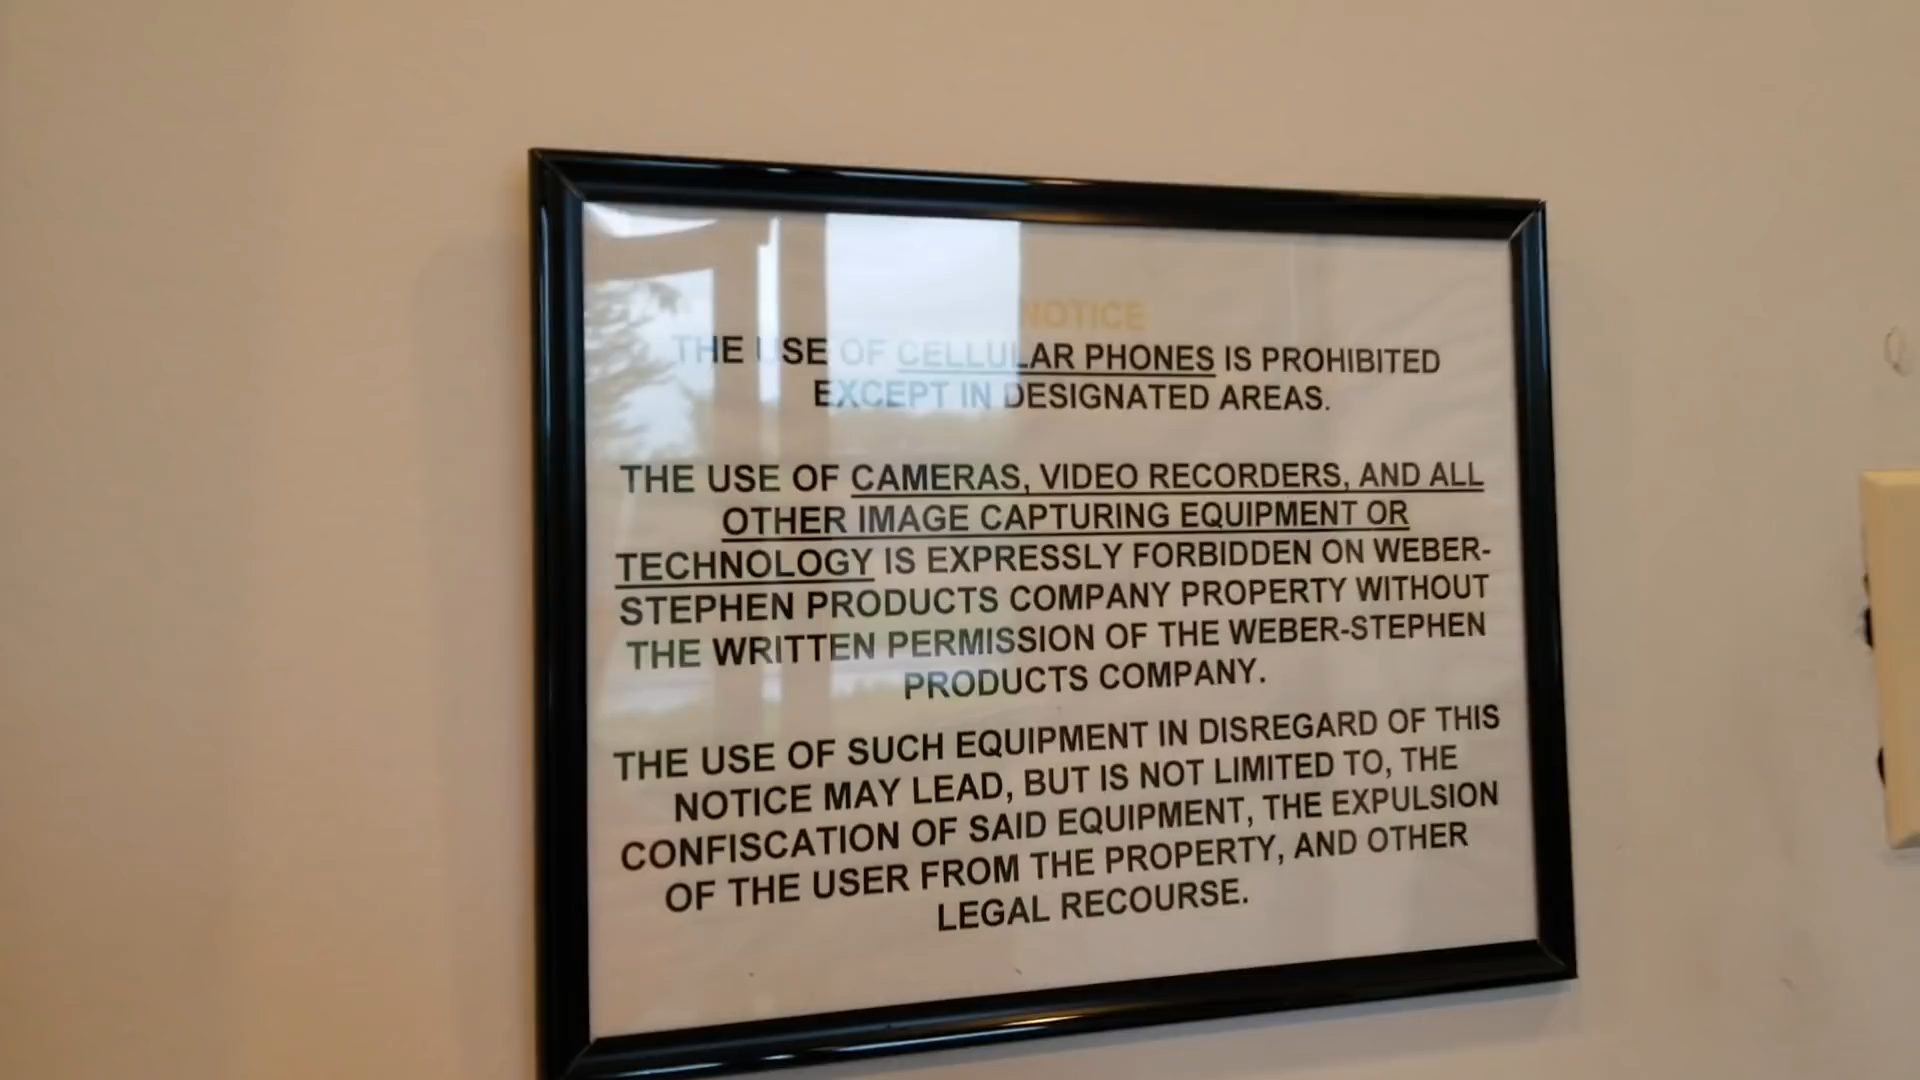 NOTICE
THE USE OF CELLULAR PHONES IS PROHIBITED
EXCEPT IN DESIGNATED AREAS.
THE USE OF CAMERAS, VIDEO RECORDERS, AND ALL
OTHER IMAGE CAPTURING EQUIPMENT OR
TECHNOLOGY IS EXPRESSLY FORBIDDEN ON WEBER-
STEPHEN PRODUCTS COMPANY PROPERTY WITHOUT
THE WRITTEN PERMISSION OF THE WEBER-STEPHEN
PRODUCTS COMPANY.
THE USE OF SUCH EQUIPMENT IN DISREGARD OF THIS
NOTICE MAY LEAD, BUT IS NOT LIMITED TO, THE
CONFISCATION OF SAID EQUIPMENT, THE EXPULSION
OF THE USER FROM THE PROPERTY, AND OTHER
LEGAL RECOURSE.